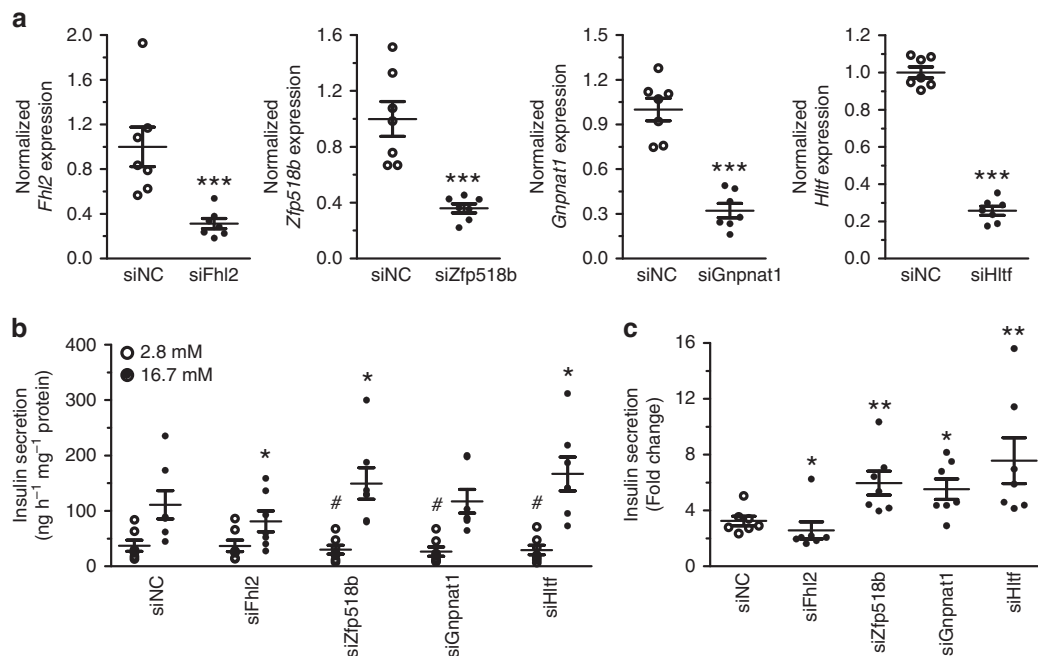 a
Normalized
Fhl2 expression
2.0
1.6
1.2
0.8
0.4
0.0
***
siNC
siFhl2
Normalized
Zfp518b expression
1.6
1.2
0.8
0.4
0.0
***
siNC
siZfp518b
Normalized
Gnpnat1 expression
1.5
1.2
0.9
0.6
0.3
0.0
***
siNC
siGnpnat1
Normalized
Hltf expression
1.2
1.0
0.8
0.6
0.4
0.2
0.0
***
siNC
siHltf
b
Insulin secretion
(ng h⁻¹ mg⁻¹ protein)
400
300
200
100
0
2.8 mM
16.7 mM
*
#
*
#
#
*
siNC
siFhl2
siZfp518b
siGnpnat1
siHltf
c
Insulin secretion
(Fold change)
16
12
8
4
0
*
**
*
**
siNC
siFhl2
siZfp518b
siGnpnat1
siHltf